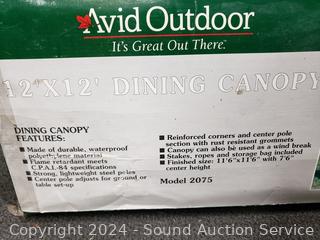 Avid Outdoor
It's Great Out There.
12'X12' DINING CANOPY
DINING CANOPY
FEATURES:
Made of durable, waterproof
polyethylene material
Flame retardant meets
C.P.A.I.-84 specifications
Strong, lightweight steel poles
Center pole adjusts for ground or
table set-up
Reinforced corners and center pole
section with rust resistant grommets
Canopy can also be used as a wind break
Stakes, ropes and storage bag included
Finished size: 11'6"x11'6" with 7'6"
center height
Model 2075
Copyright 2024 - Sound Auction Service